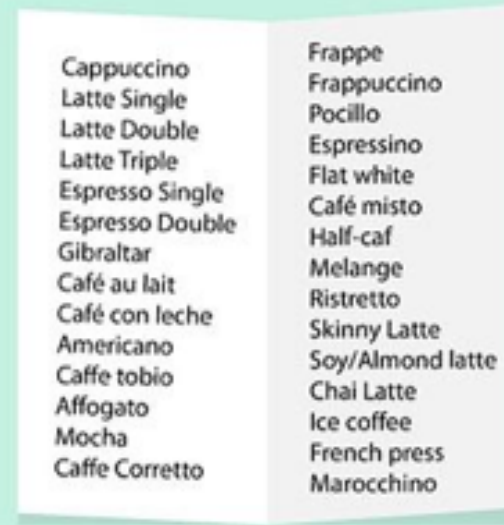 Cappuccino
Latte Single
Latte Double
Latte Triple
Espresso Single
Espresso Double
Gibraltar
Café au lait
Café con leche
Americano
Caffe tobio
Affogato
Mocha
Caffe Corretto
Frappe
Frappuccino
Pocillo
Espressino
Flat white
Café misto
Half-caf
Melange
Ristretto
Skinny Latte
Soy/Almond latte
Chai Latte
Ice coffee
French press
Marocchino